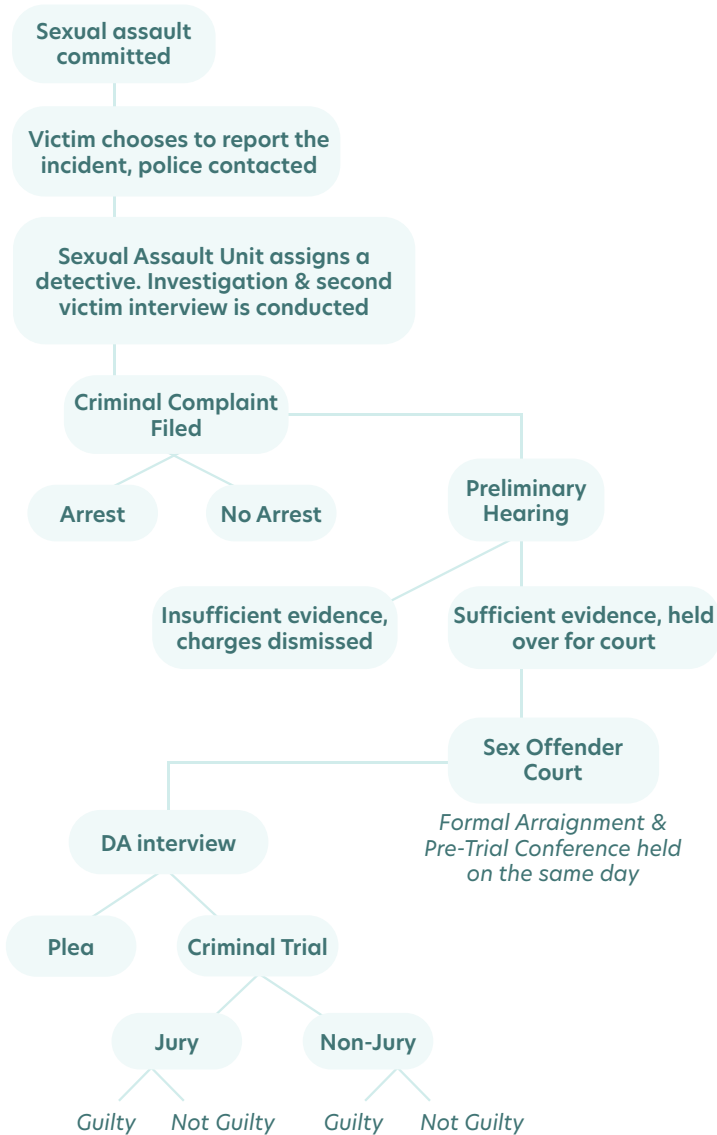 Sexual assault
committed
Victim chooses to report the
incident, police contacted
Sexual Assault Unit assigns a
detective. Investigation & second
victim interview is conducted
Criminal Complaint
Filed
Arrest
No Arrest
Preliminary
Hearing
Insufficient evidence,
charges dismissed
Sufficient evidence, held
over for court
Sex Offender
Court
Formal Arraignment &
Pre-Trial Conference held
on the same day
DA interview
Plea
Criminal Trial
Jury
Non-Jury
Guilty
Not Guilty
Guilty
Not Guilty